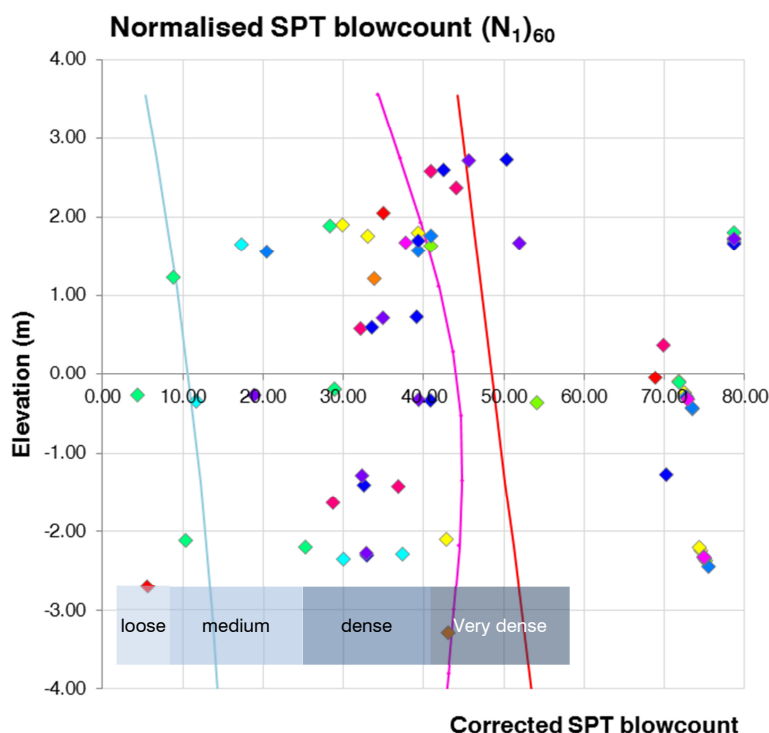 Normalised SPT blowcount (N₁)₆₀
4.00
3.00
2.00
1.00
0.00
0.00 10.00 20.00 30.00 40.00 50.00 60.00 70.00 80.00
Elevation (m)
-1.00
-2.00
-3.00
loose medium dense Very dense
-4.00
Corrected SPT blowcount